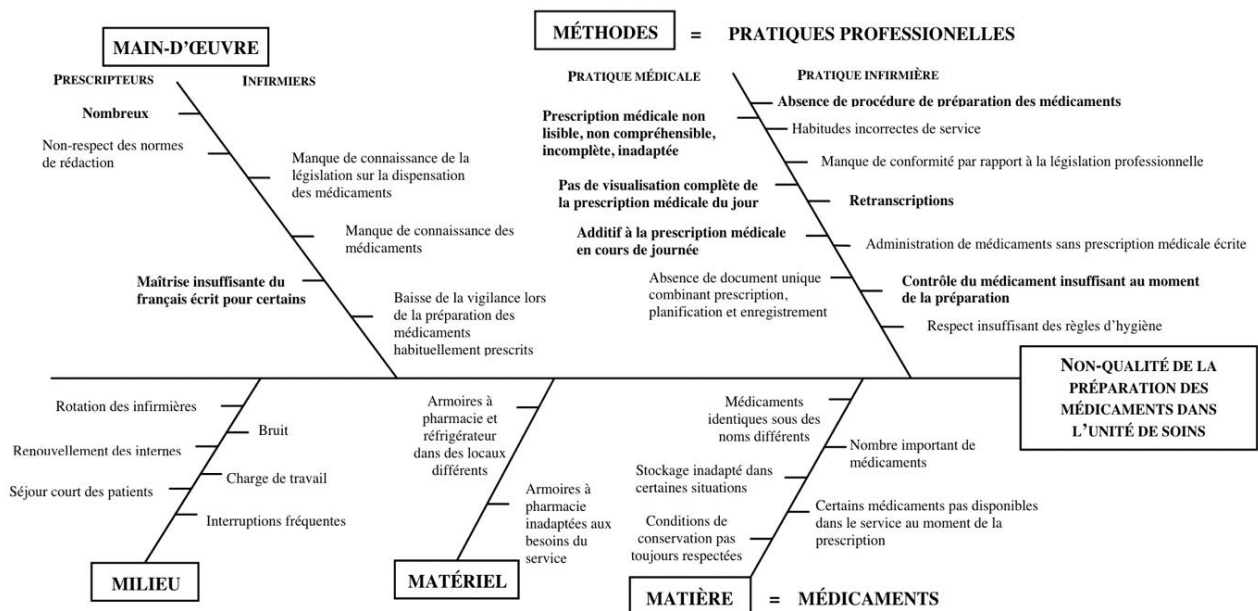 MAIN-D'ŒUVRE
PRESCRIPTEURS
INFIRMIERS
Nombreux
Non-respect des normes
de rédaction
Manque de connaissance de la
législation sur la dispensation
des médicaments
Manque de connaissance des
médicaments
Maîtrise insuffisante du
français écrit pour certains
Baisse de la vigilance lors
de la préparation des
médicaments
habituellement prescrits
MÉTHODES = PRATIQUES PROFESSIONELLES
PRATIQUE MÉDICALE
PRATIQUE INFIRMIÈRE
Prescription médicale non
lisible, non compréhensible,
incomplète, inadaptée
Pas de visualisation complète de
la prescription médicale du jour
Additif à la prescription médicale
en cours de journée
Absence de document unique
combinant prescription,
planification et enregistrement
Absence de procédure de préparation des médicaments
Habitudes incorrectes de service
Manque de conformité par rapport à la législation professionnelle
Retranscriptions
Administration de médicaments sans prescription médicale écrite
Contrôle du médicament insuffisant au moment
de la préparation
Respect insuffisant des règles d'hygiène
NON-QUALITÉ DE LA
PRÉPARATION DES
MÉDICAMENTS DANS
L'UNITÉ DE SOINS
Rotation des infirmières
Bruit
Renouvellement des internes
Charge de travail
Séjour court des patients
Interruptions fréquentes
MILIEU
Armoires à
pharmacie et
réfrigérateur
dans des locaux
différents
Armoires à
pharmacie
inadaptées aux
besoins du
service
MATÉRIEL
Médicaments
identiques sous des
noms différents
Nombre important de
médicaments
Stockage inadapté dans
certaines situations
Certains médicaments pas disponibles
dans le service au moment de la
prescription
Conditions de
conservation pas
toujours respectées
MATIÈRE = MÉDICAMENTS